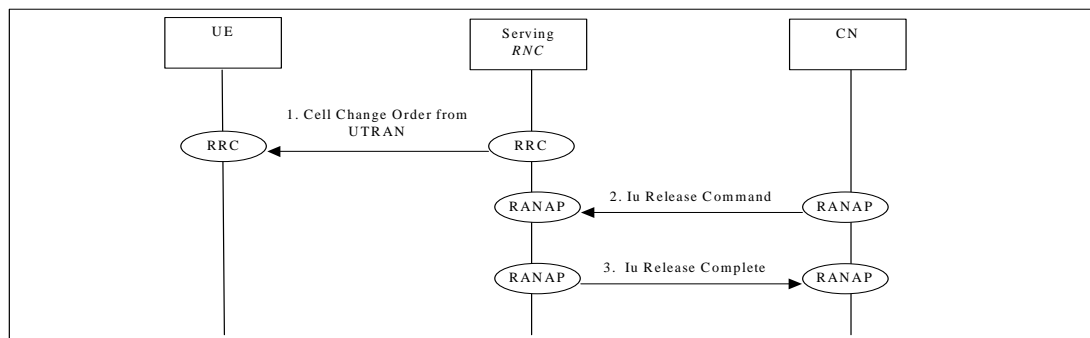 UE
Serving
RNC
CN
1. Cell Change Order from
UTRAN
RRC
RRC
2. Iu Release Command
RANAP
RANAP
3. Iu Release Complete
RANAP
RANAP